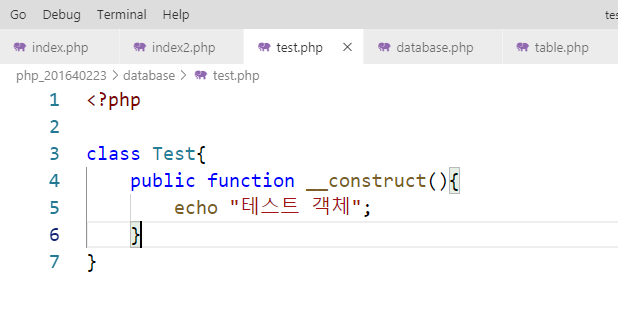 Go Debug Terminal Help tes
index.php index2.php test.php × database.php table.php
php_201640223 > database > test.php
1 <?php
2
3 class Test{
4 public function __construct(){
5 echo "테스트 객체";
6 }
7 }